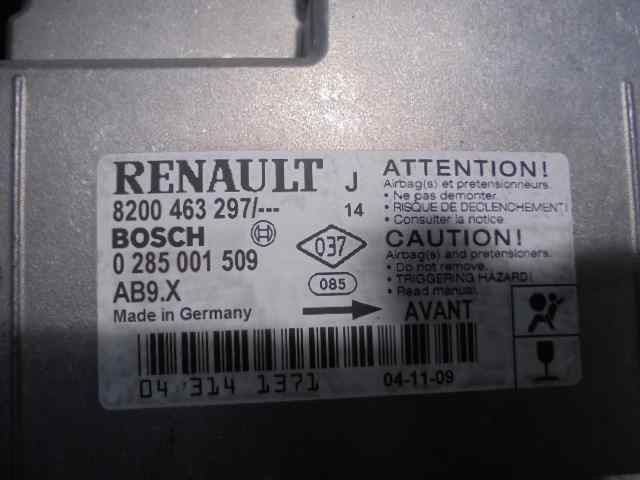 RENAULT J
8200 463 297/--- 14
BOSCH
0 285 001 509
AB9.X
Made in Germany
037
085
ATTENTION!
Airbag(s) et pretensionneurs.
• Ne pas demonter.
• RISQUE DE DECLENCHEMENT!
• Consulter la notice.
CAUTION!
Airbag(s) and pretensioners.
• Do not remove.
• TRIGGERING HAZARD!
• Read manual.
AVANT
04 314 1371
04-11-09